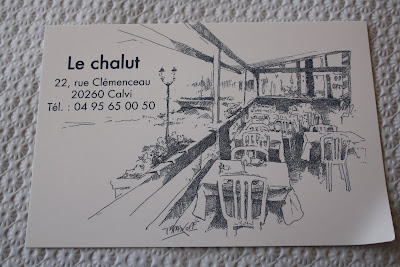 Le chalut
22, rue Clémenceau
20260 Calvi
Tél. : 04 95 65 00 50